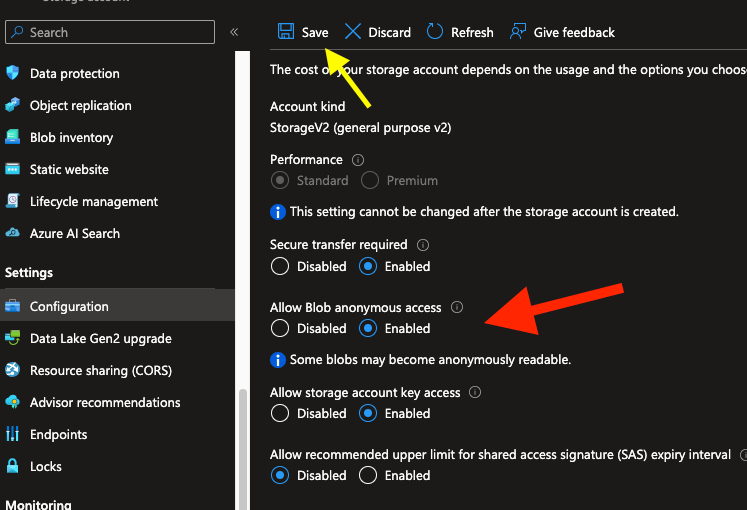 Storage account
Search
Data protection
Object replication
Blob inventory
Static website
Lifecycle management
Azure AI Search
Settings
Configuration
Data Lake Gen2 upgrade
Resource sharing (CORS)
Advisor recommendations
Endpoints
Locks
Monitoring
Save Discard Refresh Give feedback
The cost of your storage account depends on the usage and the options you choose
Account kind
StorageV2 (general purpose v2)
Performance
Standard Premium
This setting cannot be changed after the storage account is created.
Secure transfer required
Disabled Enabled
Allow Blob anonymous access
Disabled Enabled
Some blobs may become anonymously readable.
Allow storage account key access
Disabled Enabled
Allow recommended upper limit for shared access signature (SAS) expiry interval
Disabled Enabled